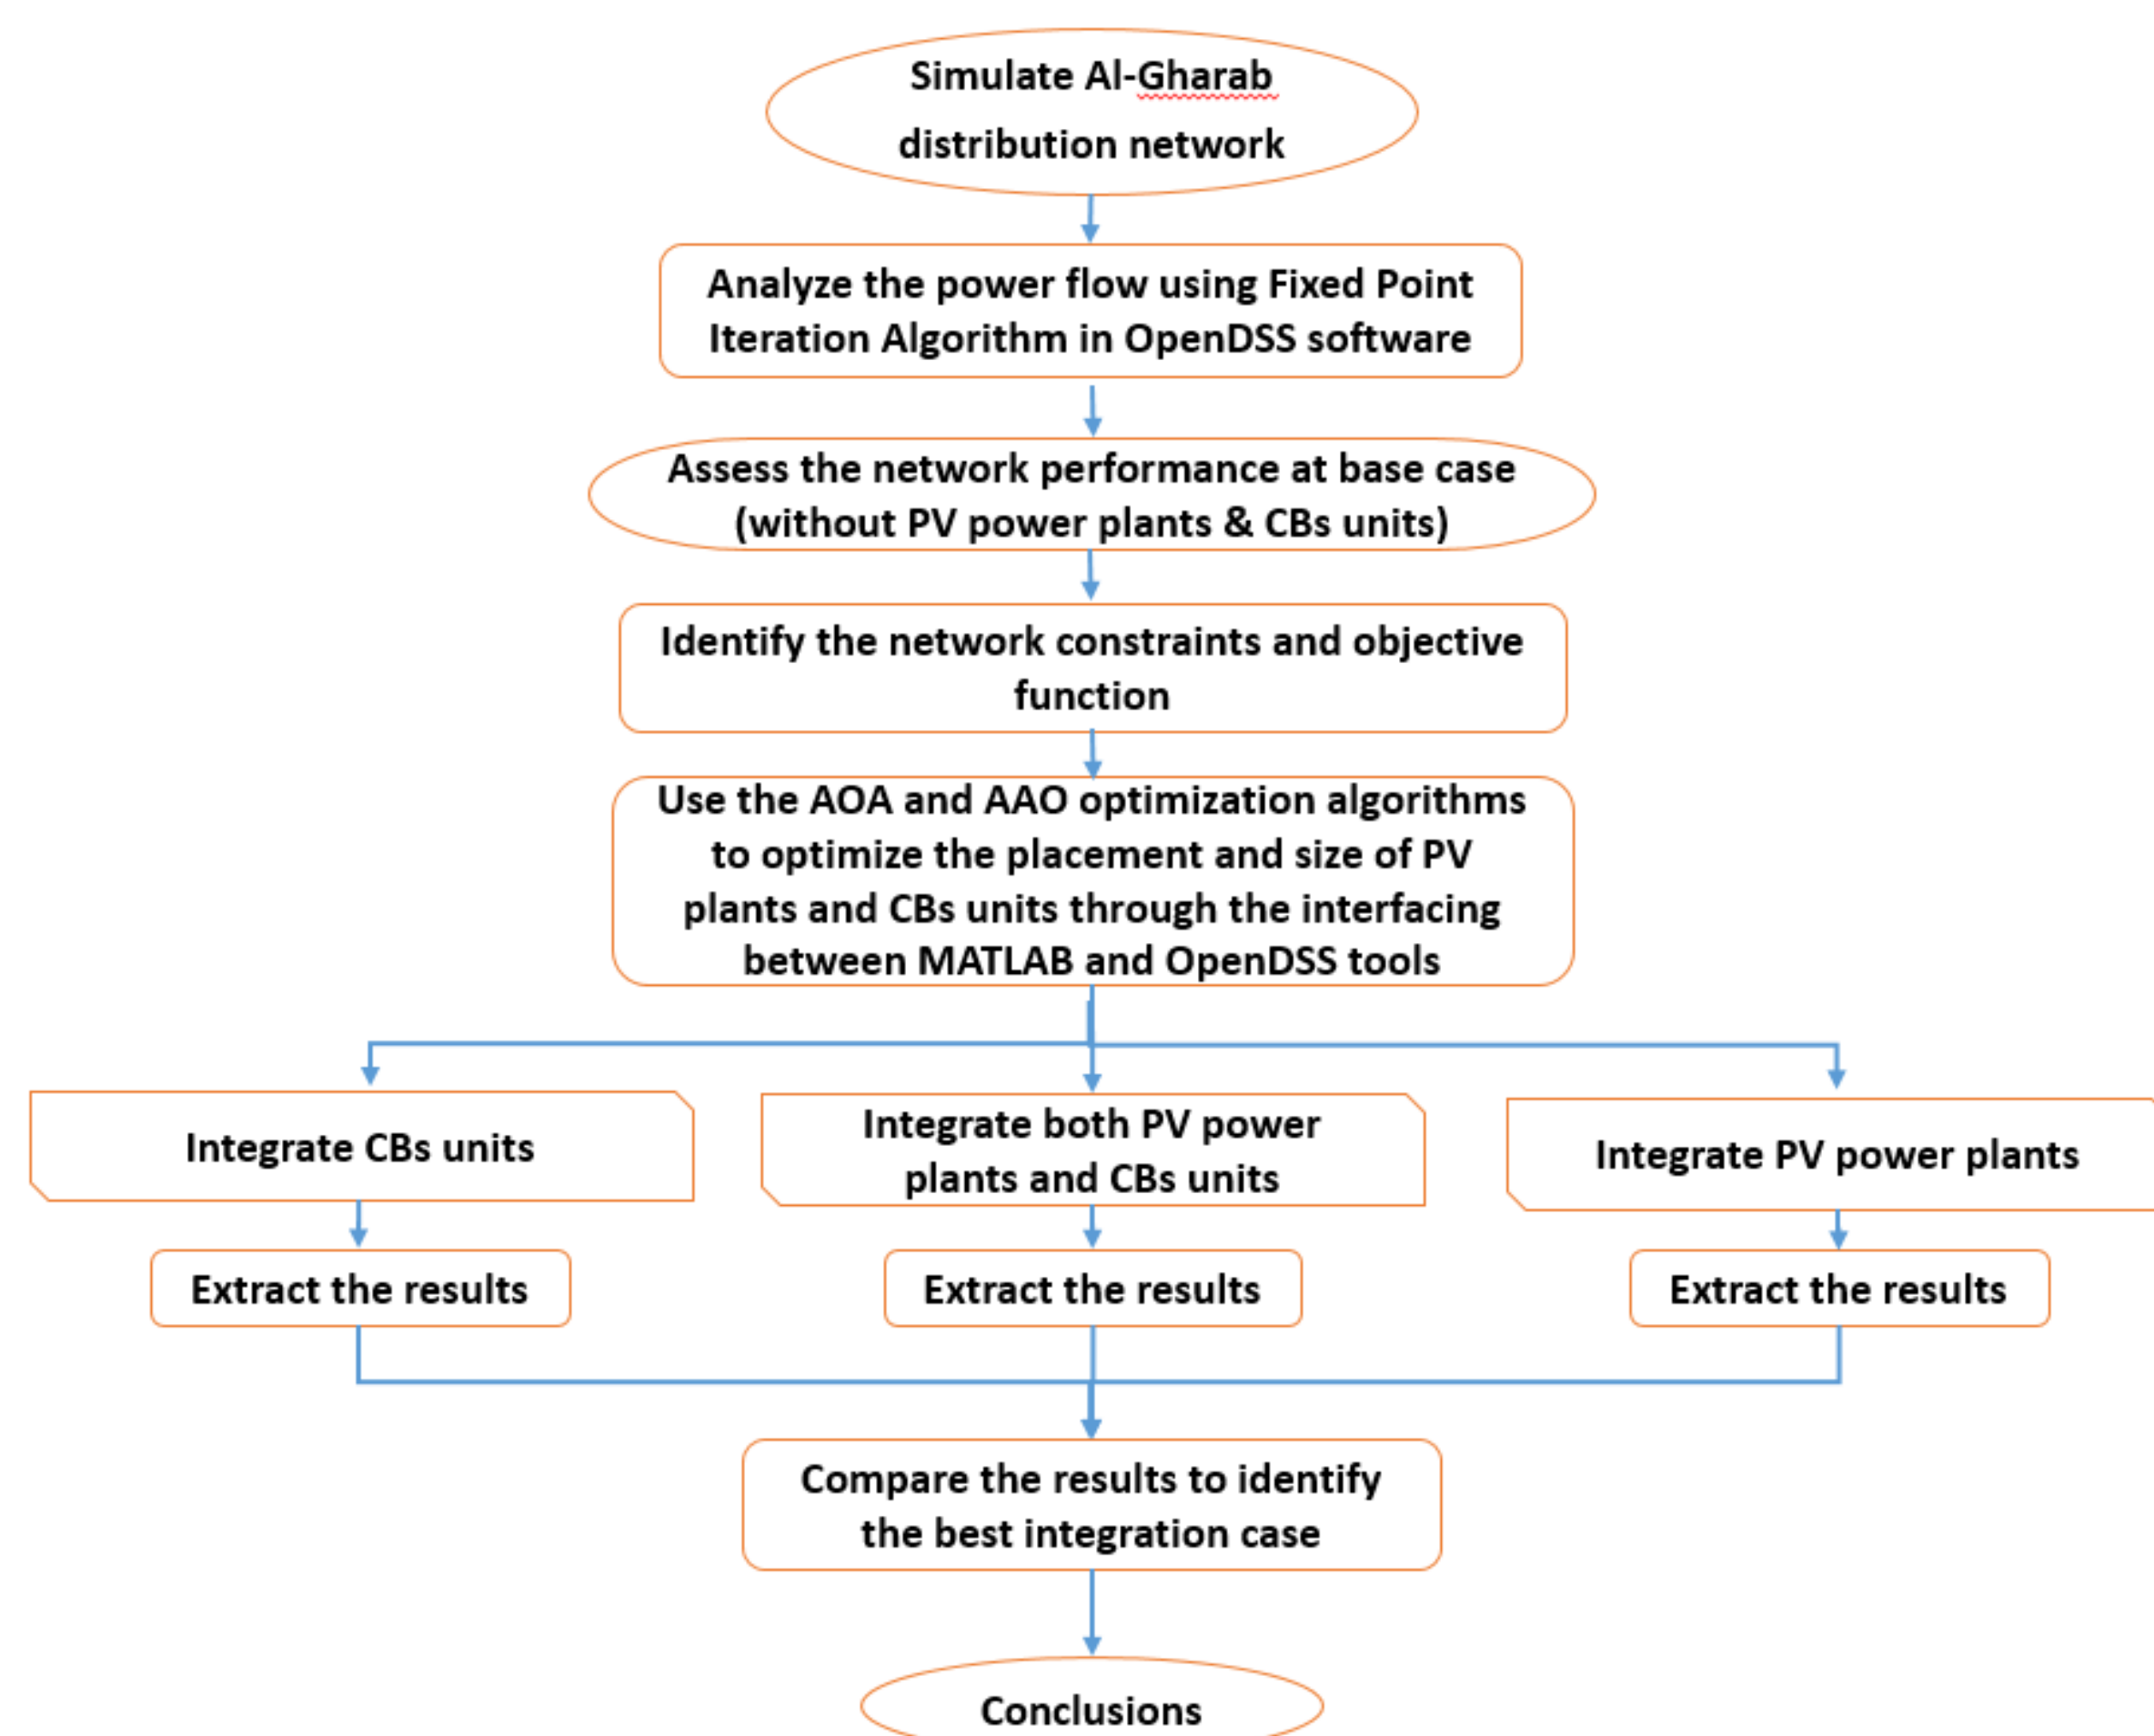 Simulate Al-Gharab
distribution network
Analyze the power flow using Fixed Point
Iteration Algorithm in OpenDSS software
Assess the network performance at base case
(without PV power plants & CBs units)
Identify the network constraints and objective
function
Use the AOA and AAO optimization algorithms
to optimize the placement and size of PV
plants and CBs units through the interfacing
between MATLAB and OpenDSS tools
Integrate CBs units
Integrate both PV power
plants and CBs units
Integrate PV power plants
Extract the results
Extract the results
Extract the results
Compare the results to identify
the best integration case
Conclusions